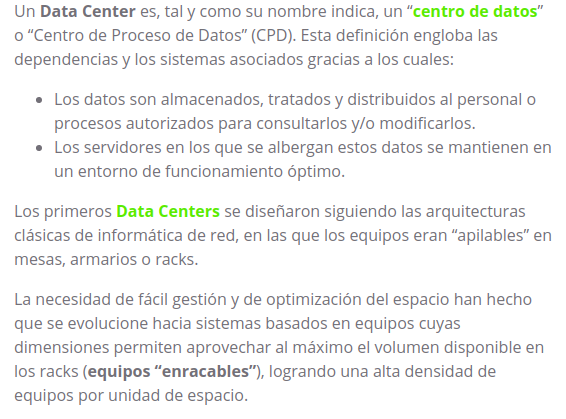 Un Data Center es, tal y como su nombre indica, un “centro de datos”
o “Centro de Proceso de Datos” (CPD). Esta definición engloba las
dependencias y los sistemas asociados gracias a los cuales:
• Los datos son almacenados, tratados y distribuidos al personal o
procesos autorizados para consultarlos y/o modificarlos.
• Los servidores en los que se albergan estos datos se mantienen en
un entorno de funcionamiento óptimo.
Los primeros Data Centers se diseñaron siguiendo las arquitecturas
clásicas de informática de red, en las que los equipos eran “apilables” en
mesas, armarios o racks.
La necesidad de fácil gestión y de optimización del espacio han hecho
que se evolucione hacia sistemas basados en equipos cuyas
dimensiones permiten aprovechar al máximo el volumen disponible en
los racks (equipos “enracables”), logrando una alta densidad de
equipos por unidad de espacio.